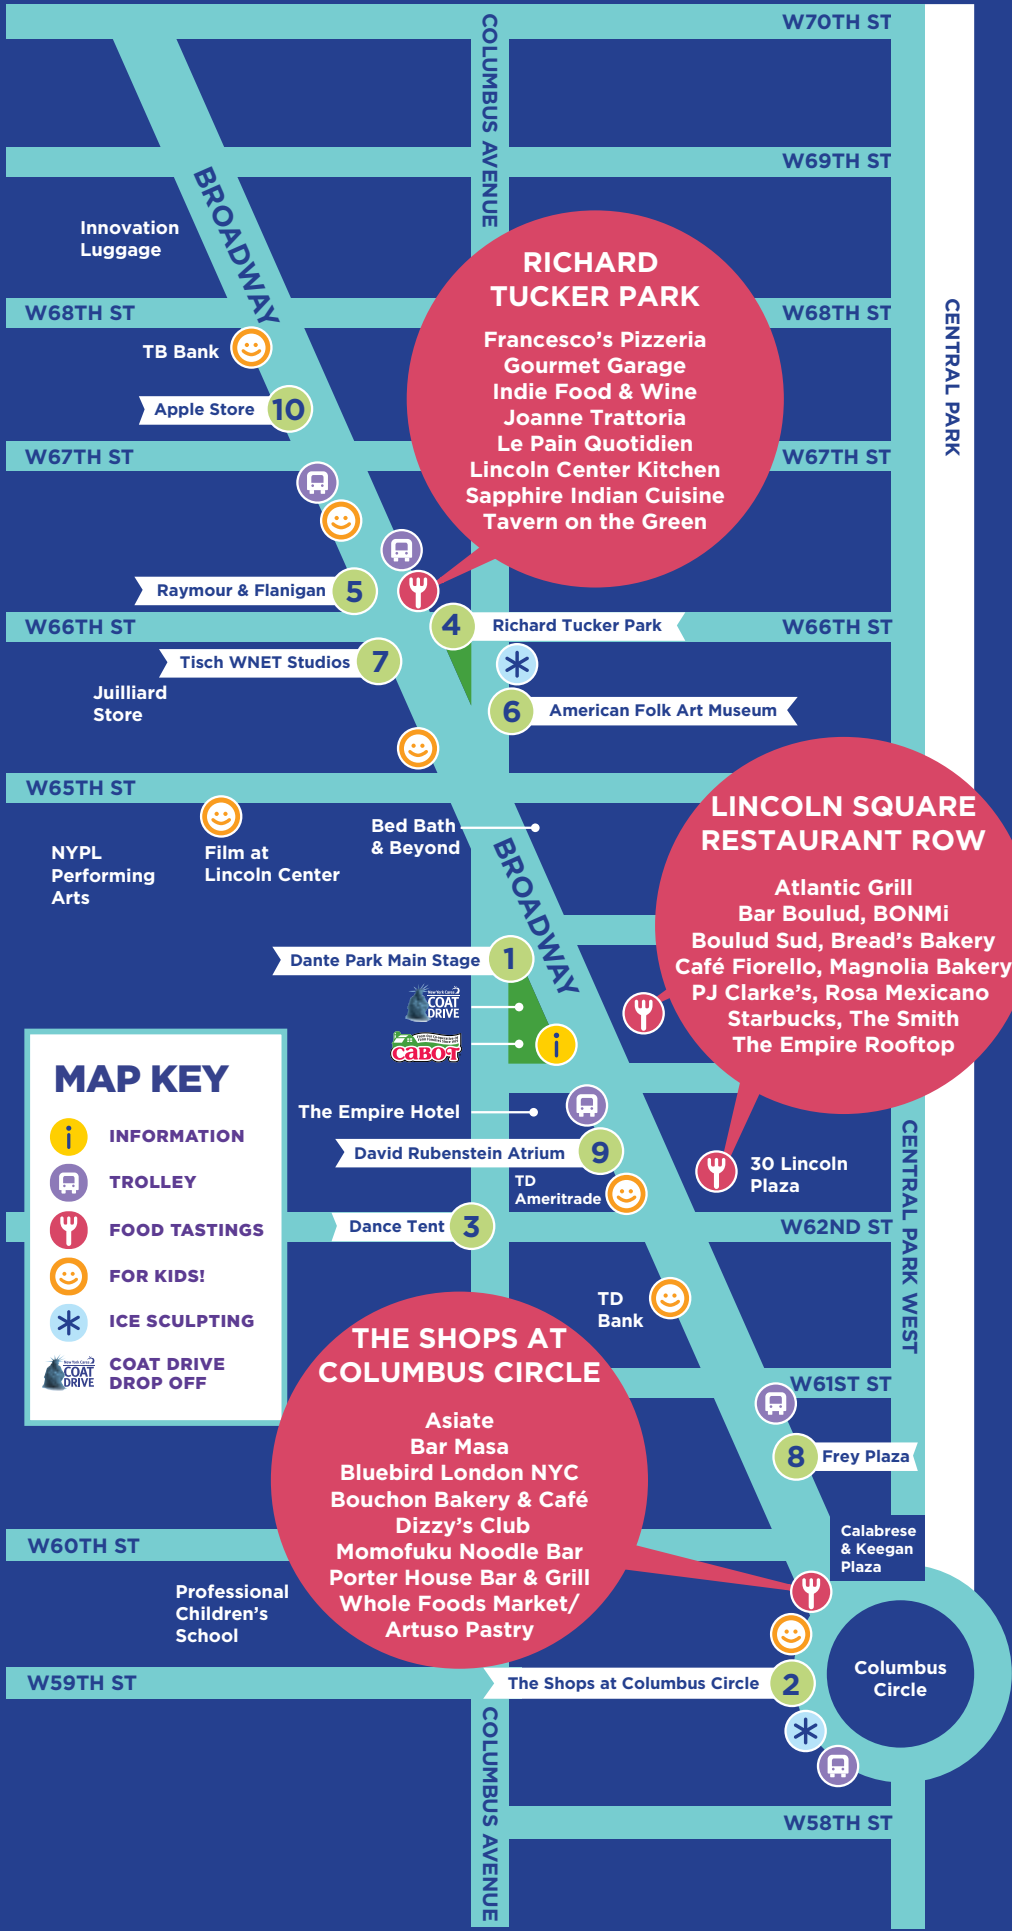 W70TH ST
COLUMBUS AVENUE
W69TH ST
BROADWAY
Innovation
Luggage
RICHARD
TUCKER PARK
Francesco's Pizzeria
Gourmet Garage
Indie Food & Wine
Joanne Trattoria
Le Pain Quotidien
Lincoln Center Kitchen
Sapphire Indian Cuisine
Tavern on the Green
W68TH ST
W68TH ST
CENTRAL PARK
TB Bank
Apple Store
10
W67TH ST
W67TH ST
Raymour & Flanigan
5
W66TH ST
4
Richard Tucker Park
W66TH ST
Tisch WNET Studios
7
Juilliard
Store
6
American Folk Art Museum
W65TH ST
LINCOLN SQUARE
RESTAURANT ROW
Atlantic Grill
Bar Boulud, BONMi
Boulud Sud, Bread's Bakery
Café Fiorello, Magnolia Bakery
PJ Clarke's, Rosa Mexicano
Starbucks, The Smith
The Empire Rooftop
Bed Bath
& Beyond
NYPL
Performing
Arts
Film at
Lincoln Center
BROADWAY
Dante Park Main Stage
1
New York Cares
COAT
DRIVE
CABOT
i
MAP KEY
i
INFORMATION
TROLLEY
FOOD TASTINGS
FOR KIDS!
ICE SCULPTING
New York Cares
COAT
DRIVE
COAT DRIVE
DROP OFF
The Empire Hotel
David Rubenstein Atrium
9
TD
Ameritrade
30 Lincoln
Plaza
CENTRAL PARK WEST
Dance Tent
3
W62ND ST
TD
Bank
THE SHOPS AT
COLUMBUS CIRCLE
Asiate
Bar Masa
Bluebird London NYC
Bouchon Bakery & Café
Dizzy's Club
Momofuku Noodle Bar
Porter House Bar & Grill
Whole Foods Market/
Artuso Pastry
W61ST ST
8
Frey Plaza
W60TH ST
Calabrese
& Keegan
Plaza
Professional
Children's
School
W59TH ST
The Shops at Columbus Circle
2
Columbus
Circle
COLUMBUS AVENUE
W58TH ST